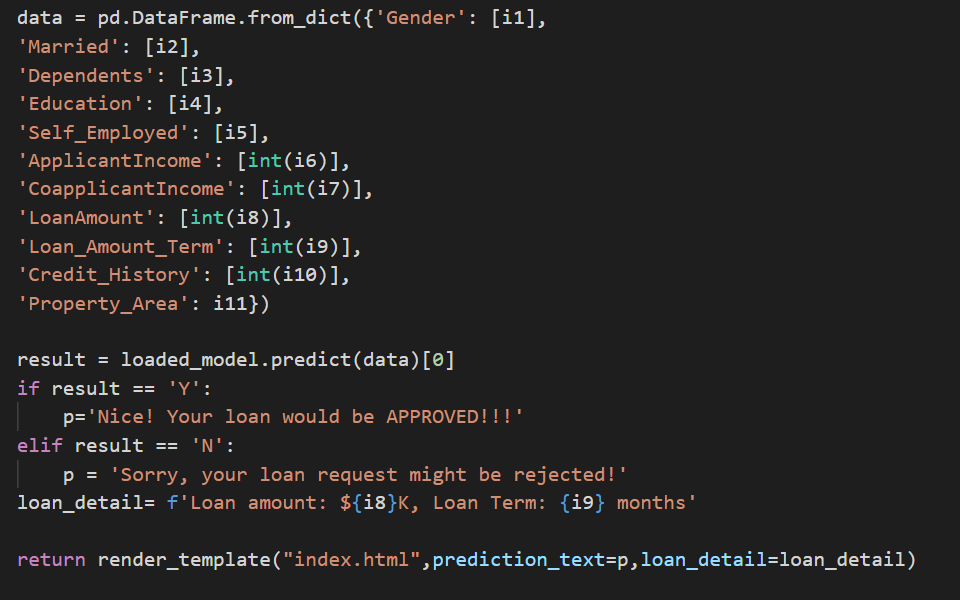 data = pd.DataFrame.from_dict({'Gender': [i1],
'Married': [i2],
'Dependents': [i3],
'Education': [i4],
'Self_Employed': [i5],
'ApplicantIncome': [int(i6)],
'CoapplicantIncome': [int(i7)],
'LoanAmount': [int(i8)],
'Loan_Amount_Term': [int(i9)],
'Credit_History': [int(i10)],
'Property_Area': i11})

result = loaded_model.predict(data)[0]
if result == 'Y':
    p='Nice! Your loan would be APPROVED!!!'
elif result == 'N':
    p = 'Sorry, your loan request might be rejected!'
loan_detail= f'Loan amount: ${i8}K, Loan Term: {i9} months'

return render_template("index.html",prediction_text=p,loan_detail=loan_detail)